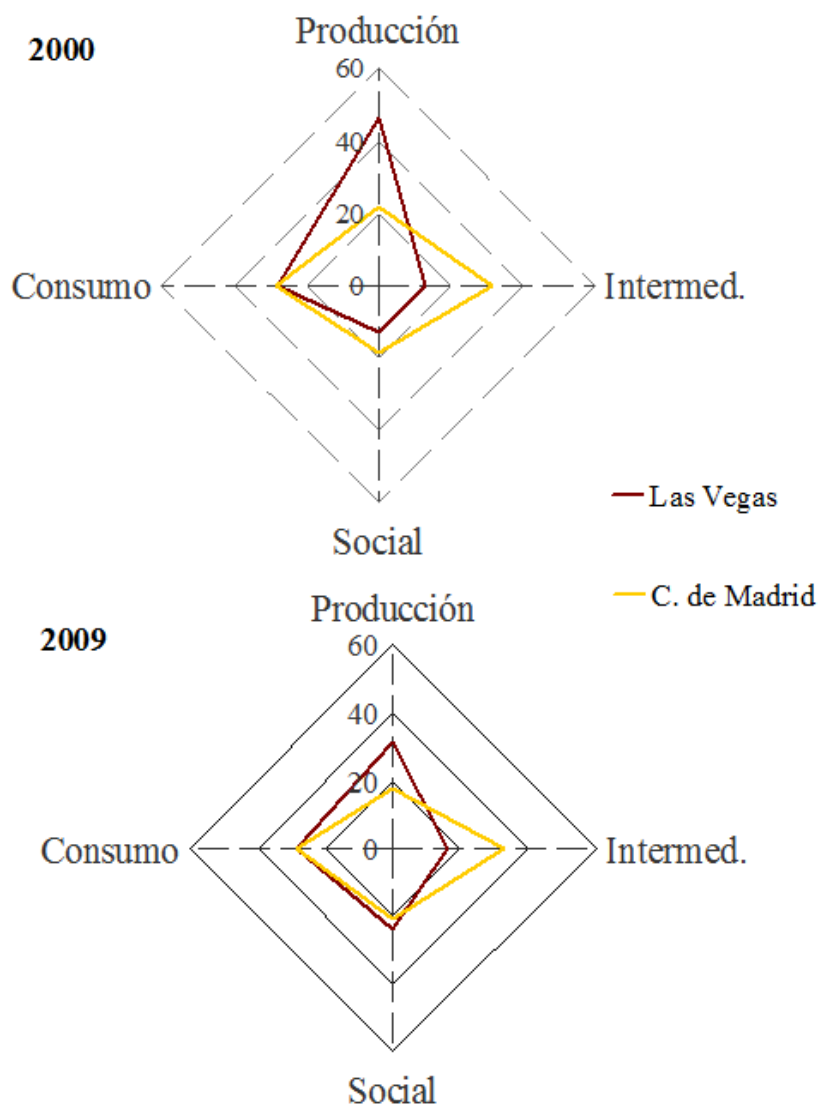 Producción
2000
60
40
20
Consumo
0
Intermed.
Social
Las Vegas
C. de Madrid
Producción
2009
60
40
20
Consumo
0
Intermed.
Social